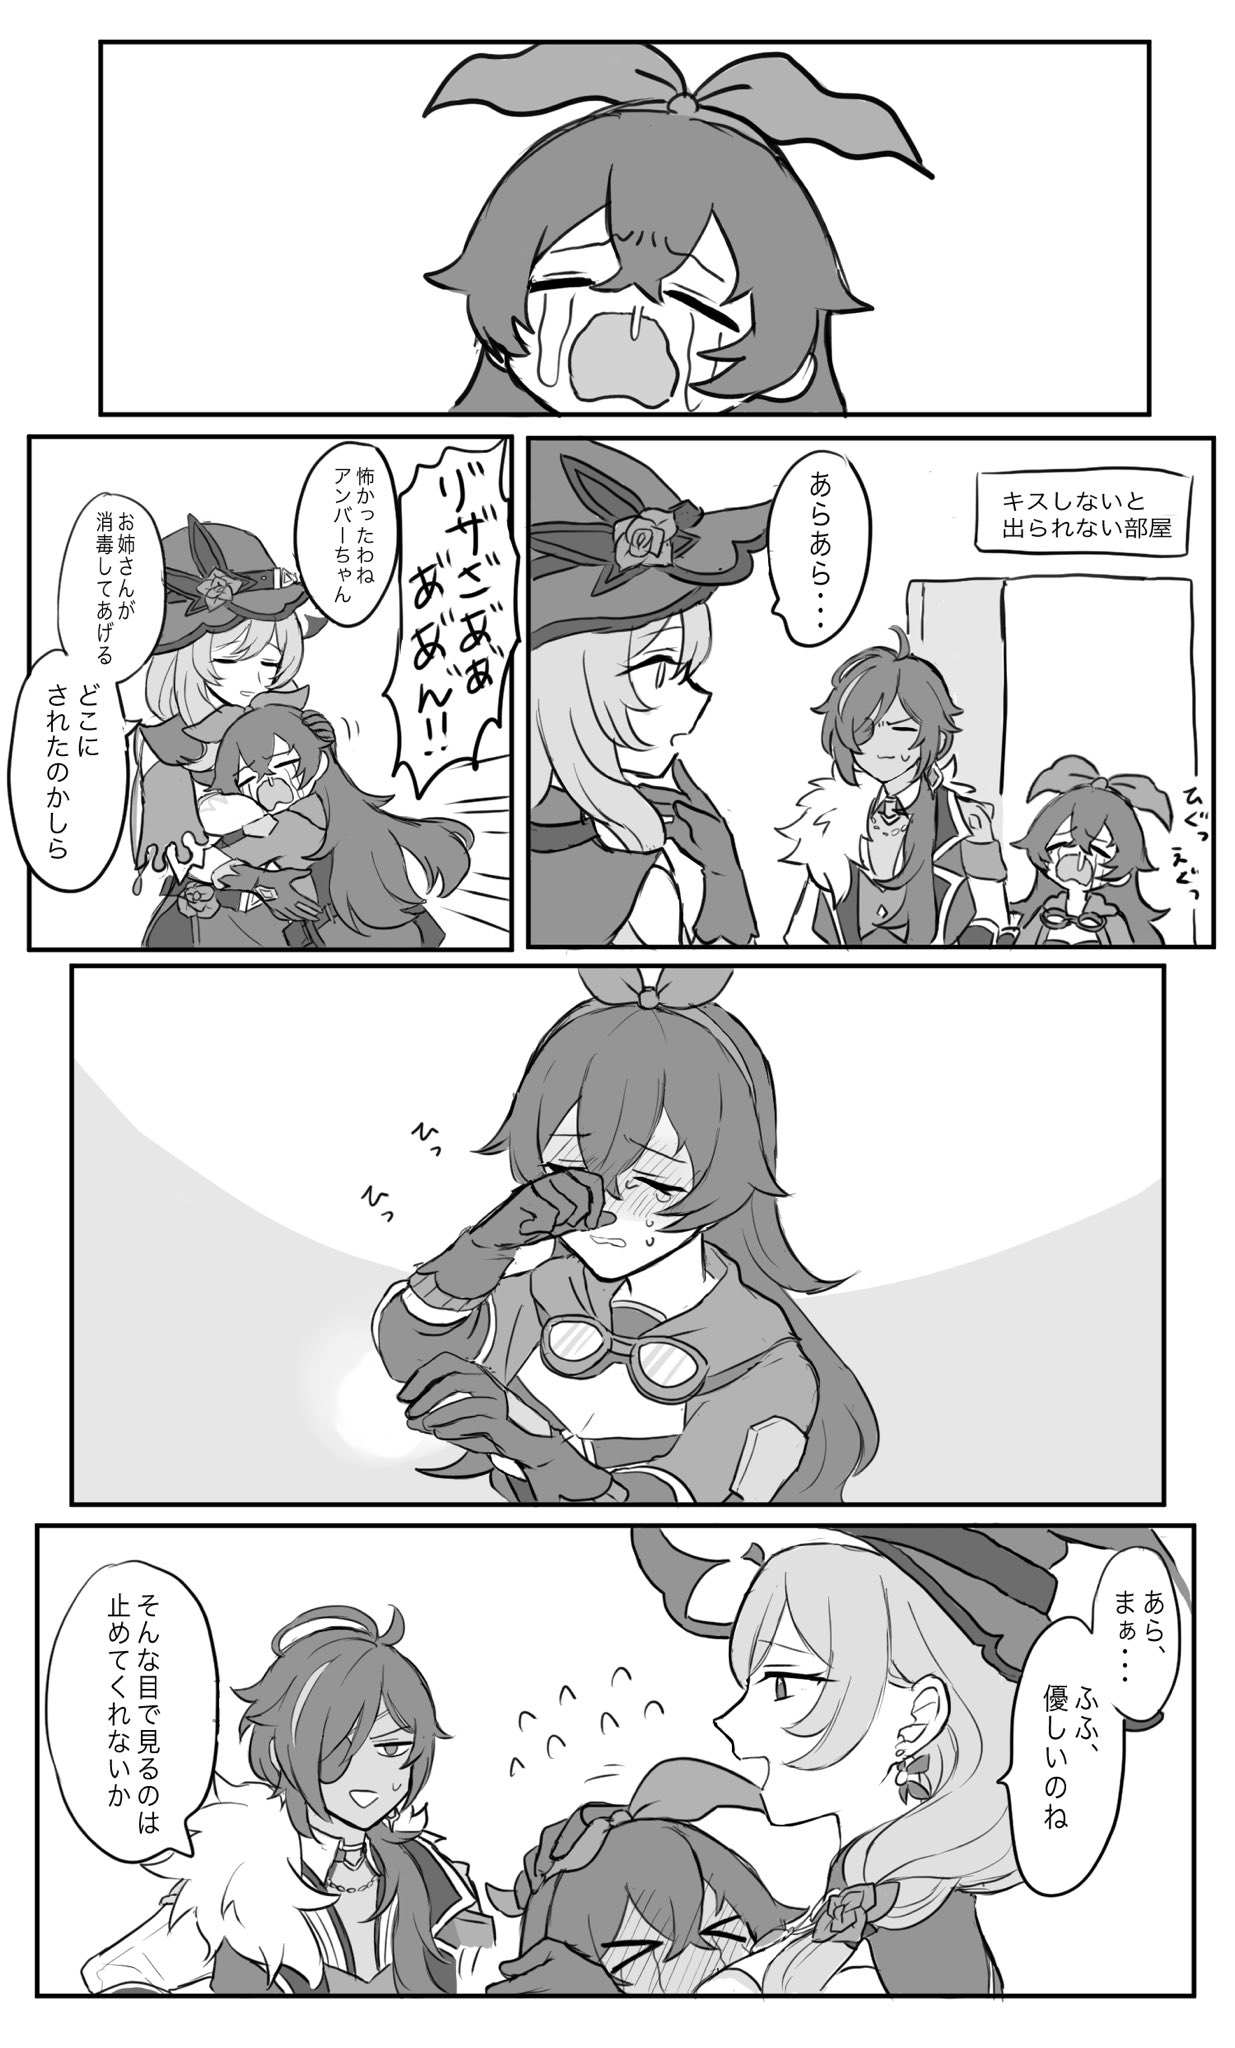 キスしないと
出られない部屋
あらあら・・・
ひぐっ
えぐっ
リザざあぁ
あ゛あ゛ん゛!!
怖かったわね
アンバーちゃん
お姉さんが
消毒してあげる
どこに
されたのかしら
ひっ
ひっ
あら、
まぁ・・・
ふふ、
優しいのね
そんな目で見るのは
止めてくれないか